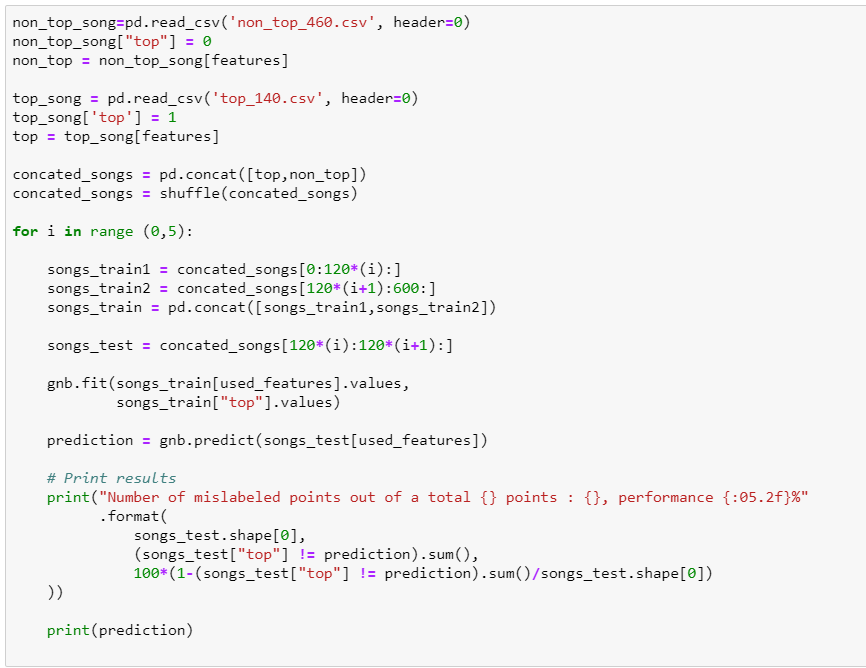 non_top_song=pd.read_csv('non_top_460.csv', header=0)
non_top_song["top"] = 0
non_top = non_top_song[features]

top_song = pd.read_csv('top_140.csv', header=0)
top_song['top'] = 1
top = top_song[features]

concated_songs = pd.concat([top,non_top])
concated_songs = shuffle(concated_songs)

for i in range (0,5):

    songs_train1 = concated_songs[0:120*(i):]
    songs_train2 = concated_songs[120*(i+1):600:]
    songs_train = pd.concat([songs_train1,songs_train2])

    songs_test = concated_songs[120*(i):120*(i+1):]

    gnb.fit(songs_train[used_features].values,
            songs_train["top"].values)

    prediction = gnb.predict(songs_test[used_features])

    # Print results
    print("Number of mislabeled points out of a total {} points : {}, performance {:05.2f}%"
          .format(
              songs_test.shape[0],
              (songs_test["top"] != prediction).sum(),
              100*(1-(songs_test["top"] != prediction).sum()/songs_test.shape[0])
    ))

    print(prediction)